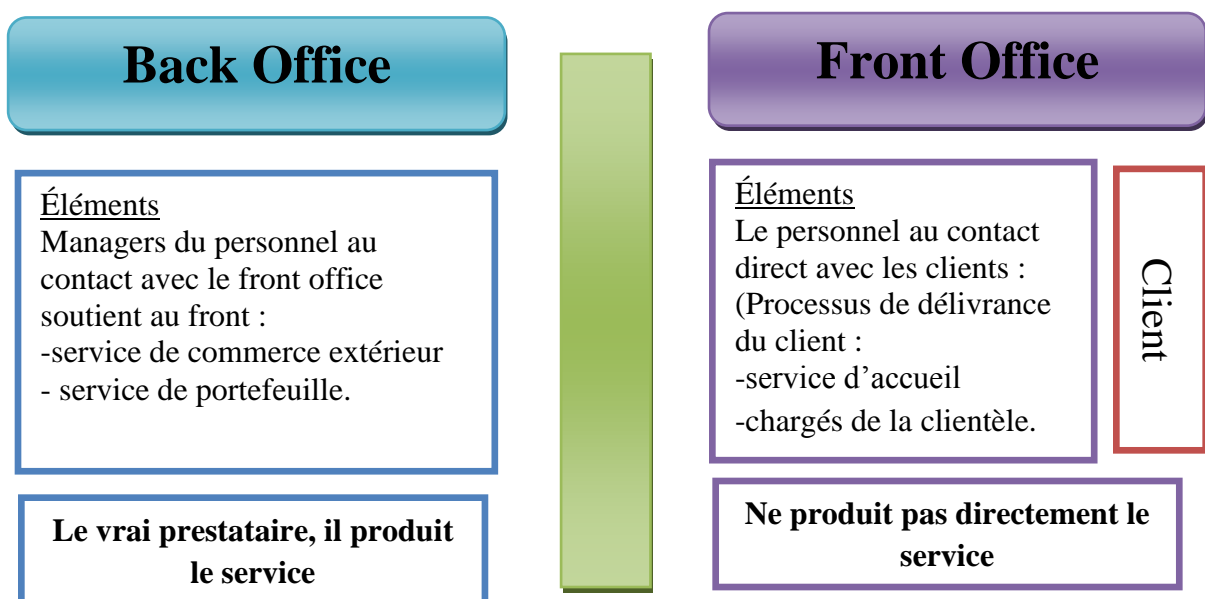 Back Office
Éléments
Managers du personnel au
contact avec le front office
soutient au front :
-service de commerce extérieur
- service de portefeuille.
Le vrai prestataire, il produit
le service
Front Office
Éléments
Le personnel au contact
direct avec les clients :
(Processus de délivrance
du client :
-service d’accueil
-chargés de la clientèle.
Client
Ne produit pas directement le
service